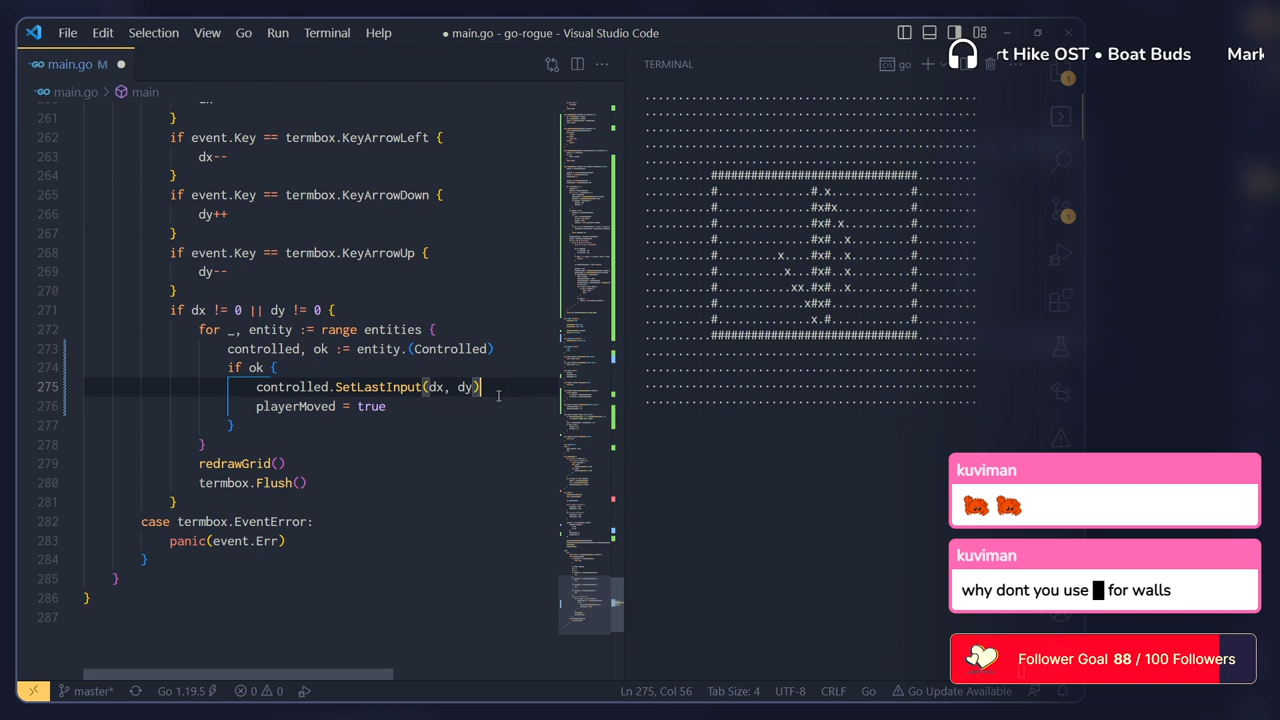 File Edit Selection View Go Run Terminal Help
● main.go - go-rogue - Visual Studio Code
rt Hike OST • Boat Buds Mark
main.go M
main.go > main
TERMINAL
go
261 }
262 if event.Key == termbox.KeyArrowLeft {
263 dx--
264 }
265 if event.Key == termbox.KeyArrowDown {
266 dy++
267 }
268 if event.Key == termbox.KeyArrowUp {
269 dy--
270 }
271 if dx != 0 || dy != 0 {
272 for _, entity := range entities {
273 controlled, ok := entity.(Controlled)
274 if ok {
275 controlled.SetLastInput(dx, dy)
276 playerMoved = true
277 }
278 }
279 redrawGrid()
280 termbox.Flush()
281 }
282 case termbox.EventError:
283 panic(event.Err)
284 }
285 }
286 }
287
kuviman
kuviman
why dont you use █ for walls
Follower Goal 88 / 100 Followers
master* Go 1.19.5 0 0 Ln 275, Col 56 Tab Size: 4 UTF-8 CRLF Go Go Update Available